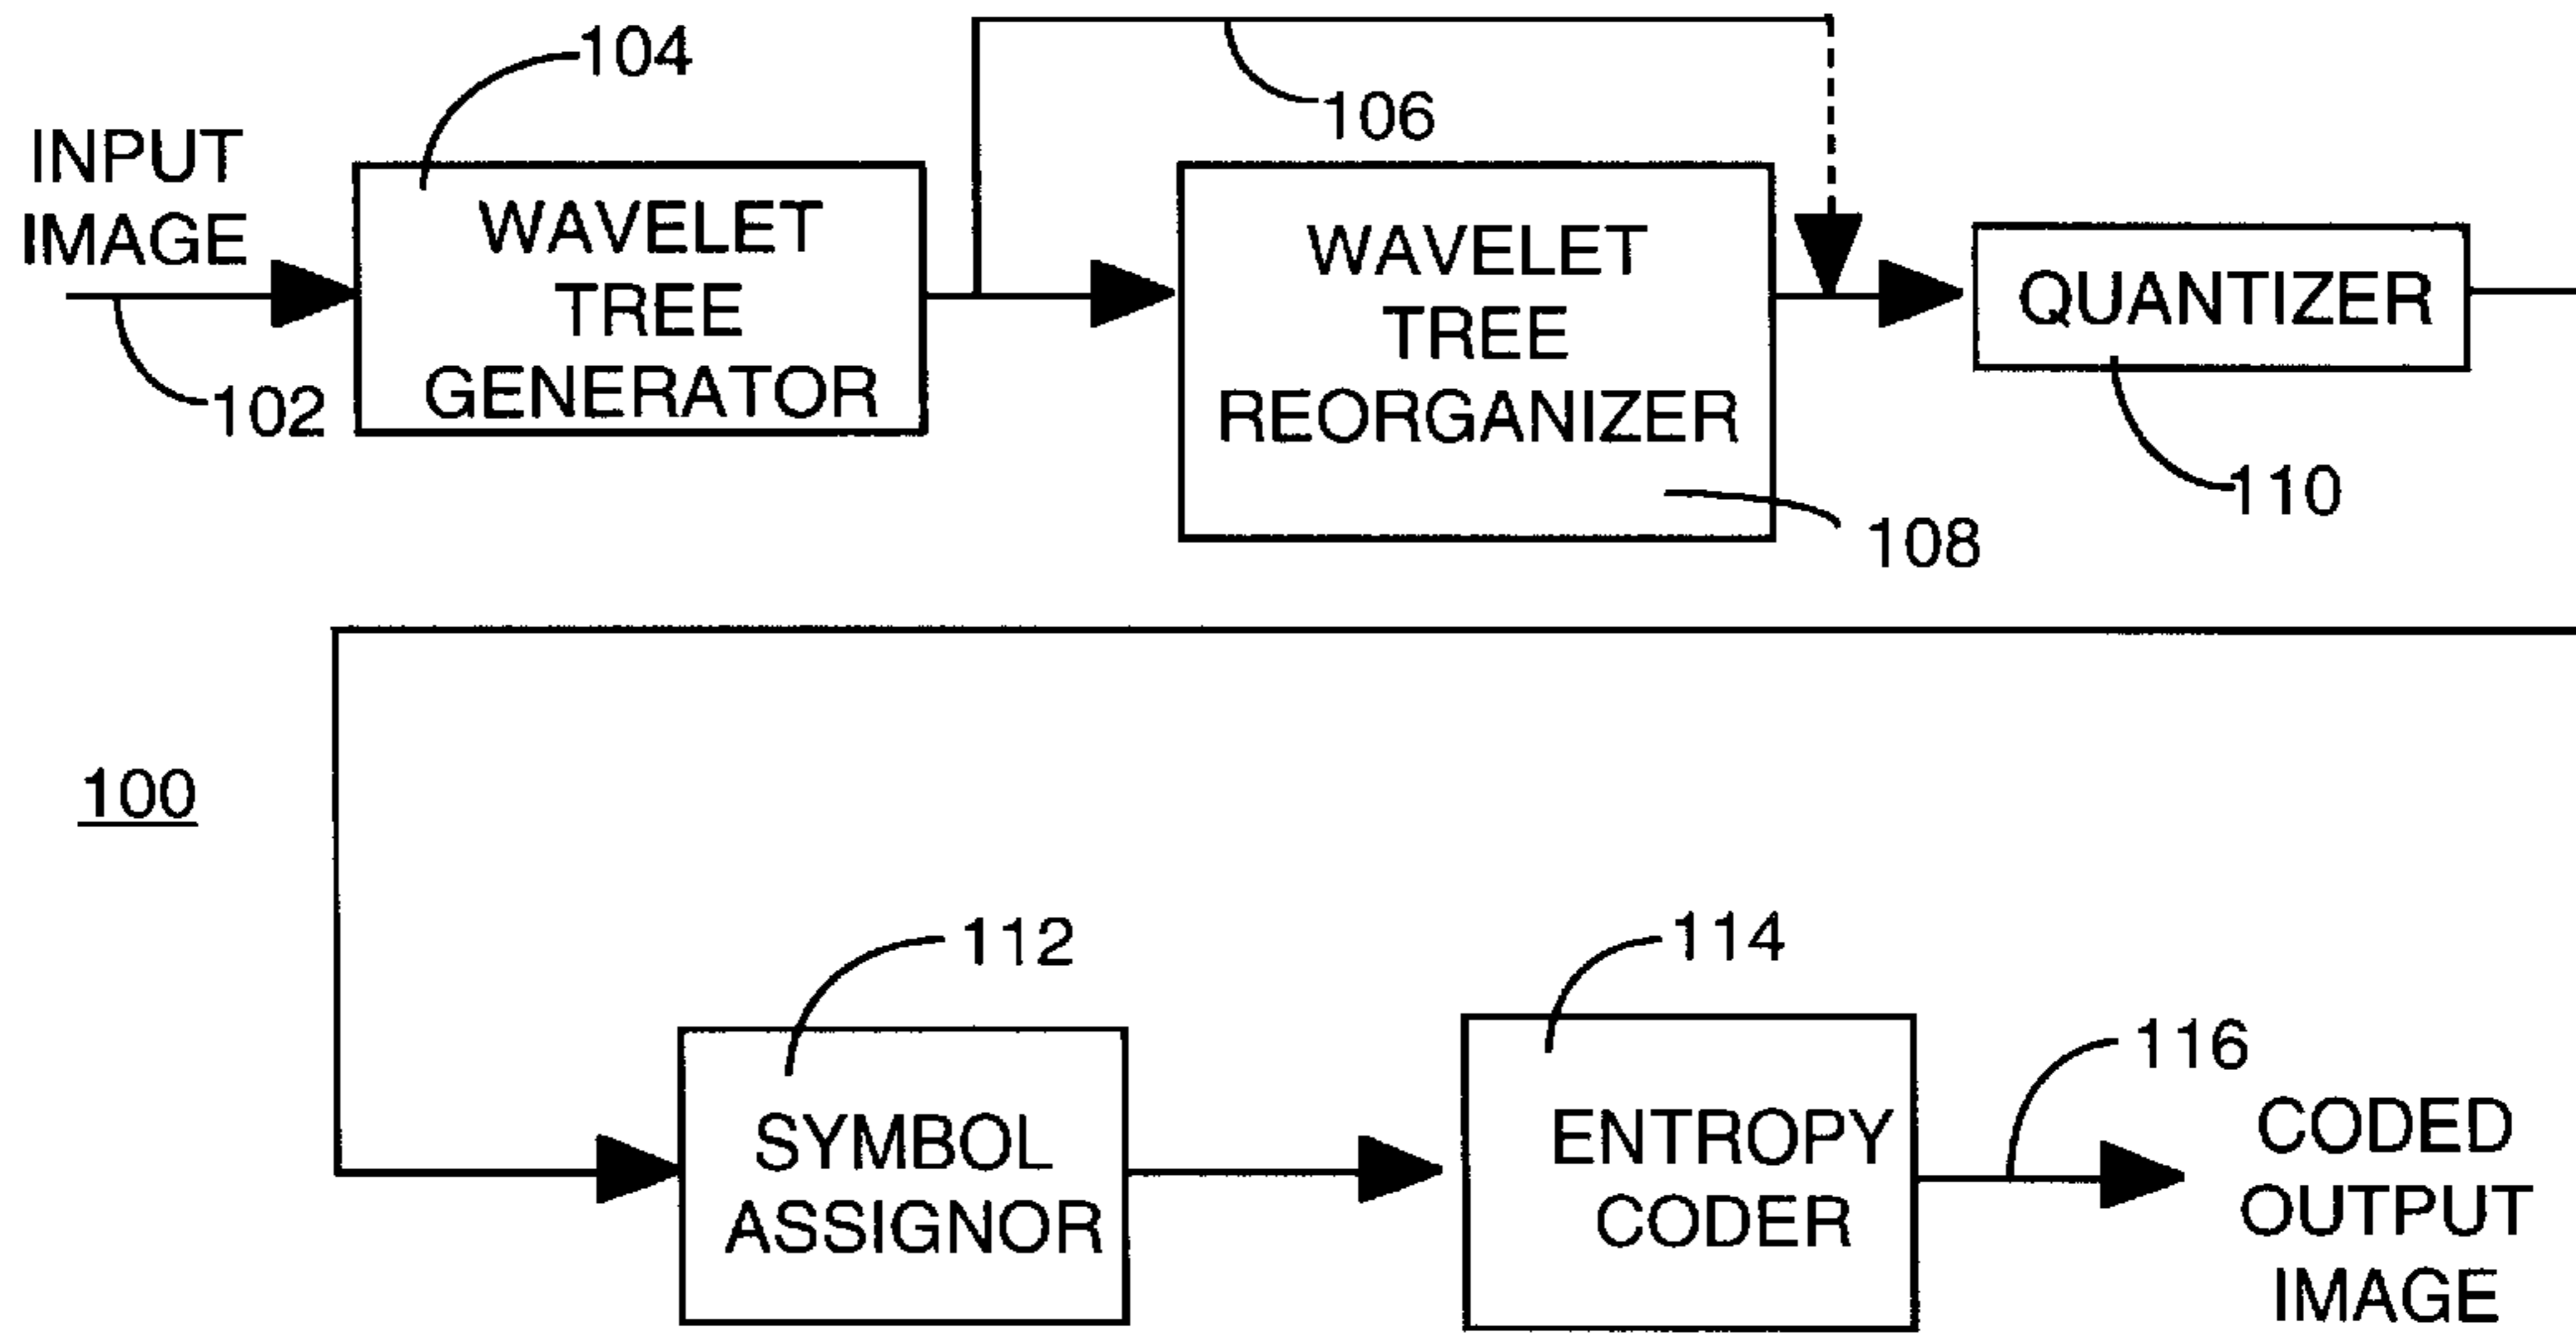 104
106
INPUT
IMAGE
102
WAVELET
TREE
GENERATOR
WAVELET
TREE
REORGANIZER
108
QUANTIZER
110
100
112
SYMBOL
ASSIGNOR
114
ENTROPY
CODER
116
CODED
OUTPUT
IMAGE